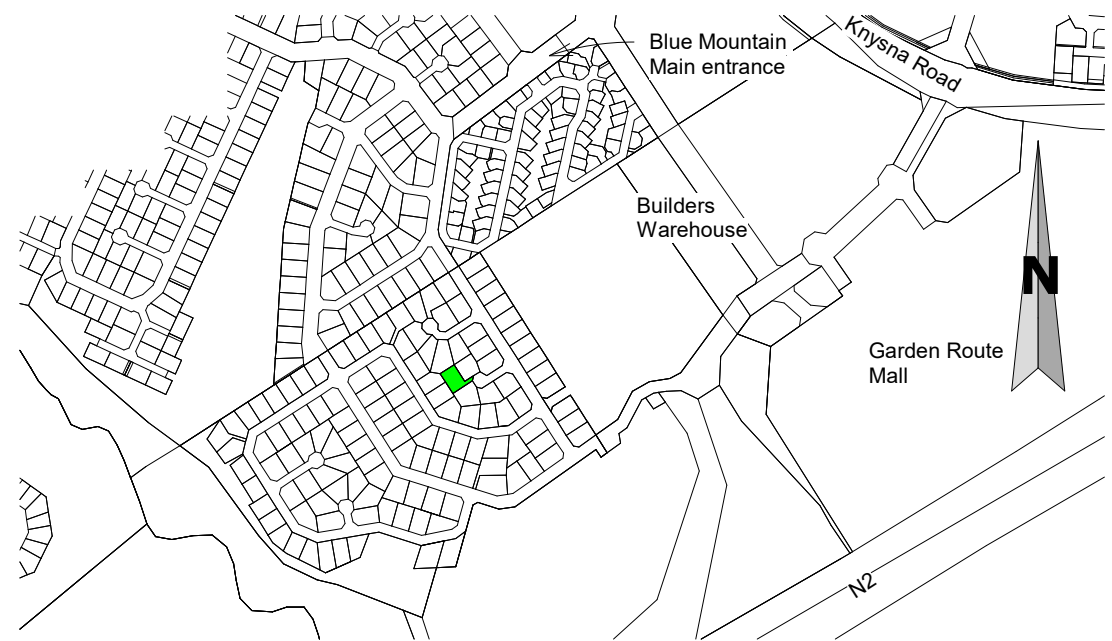 Blue Mountain
Main entrance
Knysna Road
Builders
Warehouse
N
Garden Route
Mall
N2